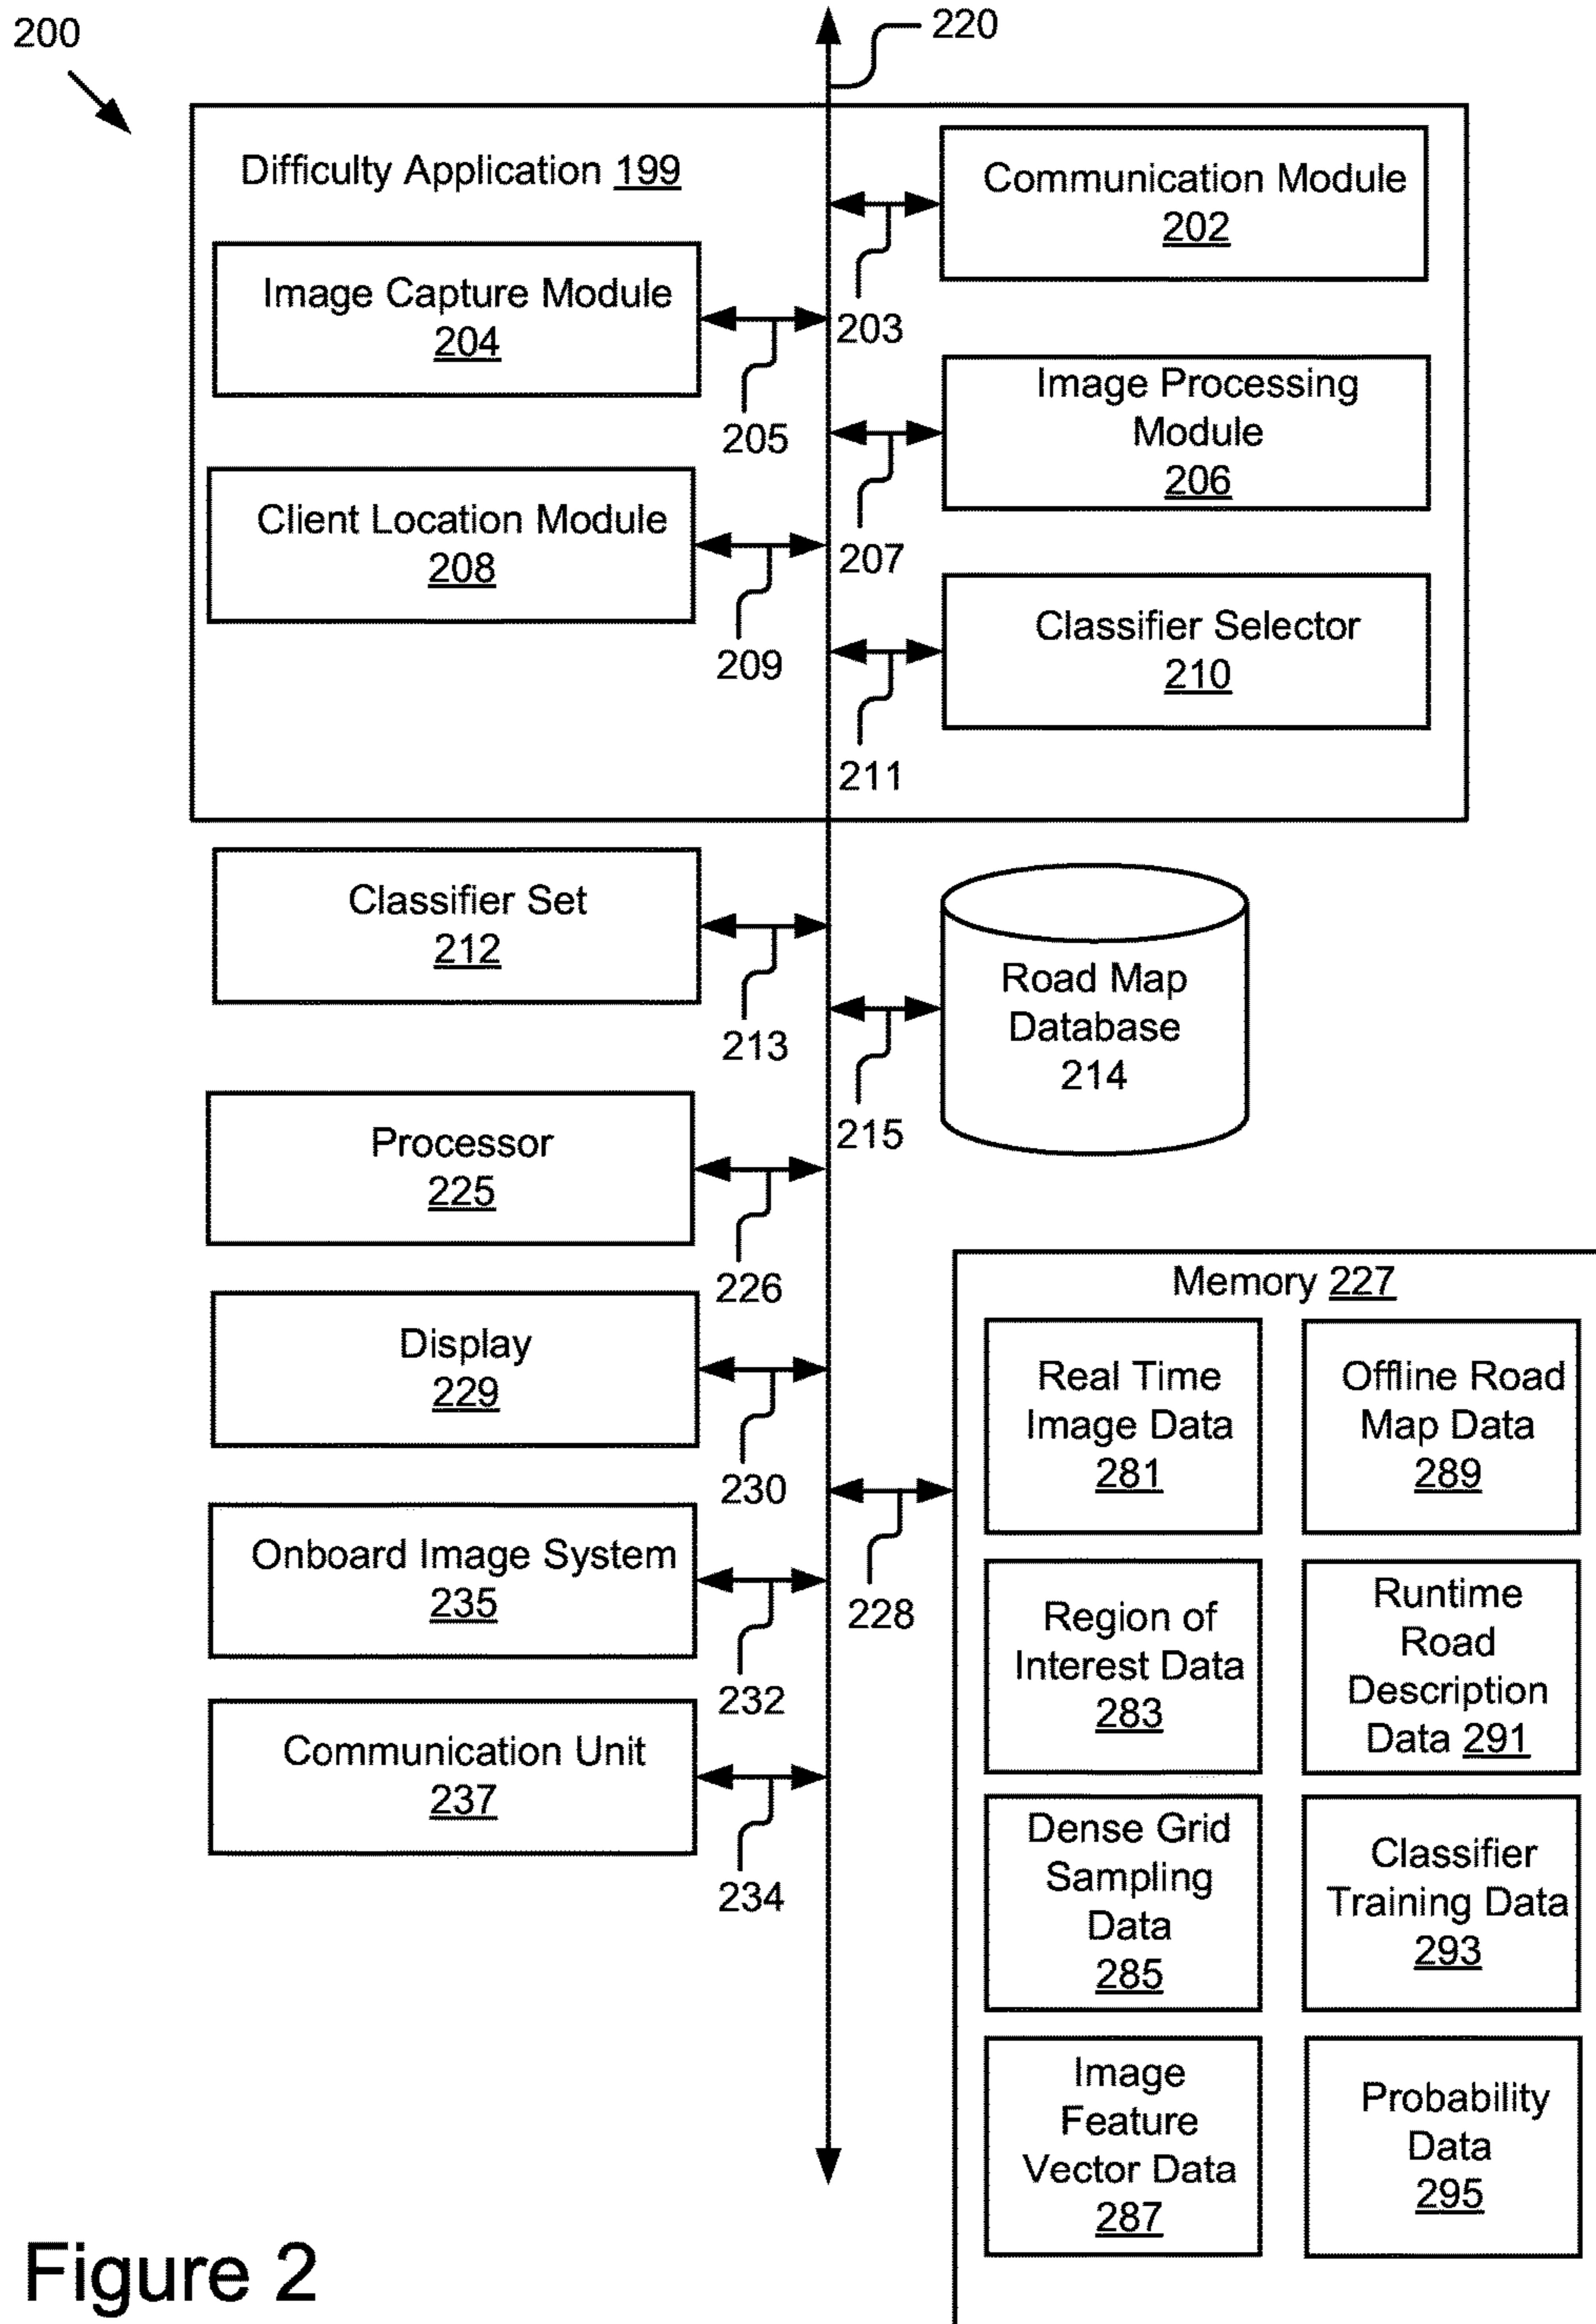 200
220
Difficulty Application 199
Communication Module
202
203
Image Capture Module
204
205
Image Processing
Module
206
207
Client Location Module
208
209
Classifier Selector
210
211
Classifier Set
212
213
Road Map
Database
214
215
Processor
225
226
Display
229
230
Onboard Image System
235
232
Communication Unit
237
234
228
Memory 227
Real Time
Image Data
281
Offline Road
Map Data
289
Region of
Interest Data
283
Runtime
Road
Description
Data 291
Dense Grid
Sampling
Data
285
Classifier
Training Data
293
Image
Feature
Vector Data
287
Probability
Data
295
Figure 2